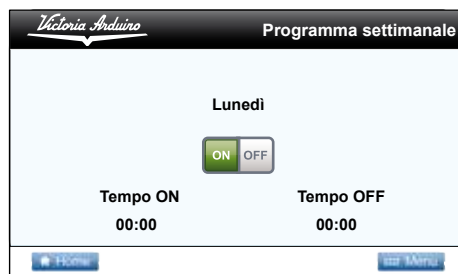 Victoria Arduino
Programma settimanale
Lunedì
ON OFF
Tempo ON Tempo OFF
00:00 00:00
Home Menu